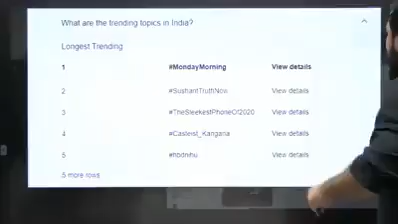 What are the trending topics in India?
Longest Trending
1 #MondayMorning View details
2 #SushantTruthNow View details
3 #TheSleekestPhoneOf2020 View details
4 #Casteist_Kangana View details
5 View details
5 more rows